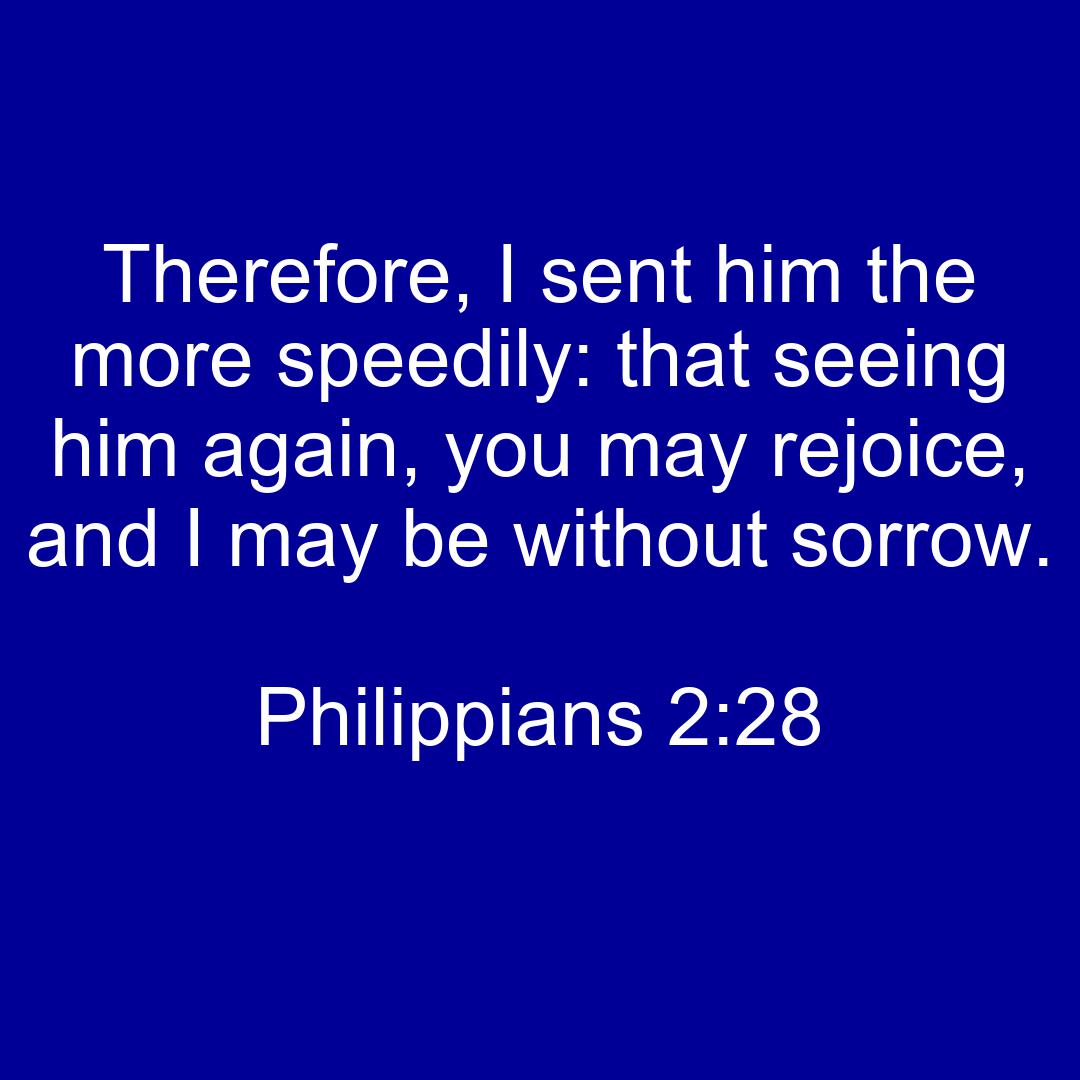 Therefore, I sent him the
more speedily: that seeing
him again, you may rejoice,
and I may be without sorrow.
Philippians 2:28